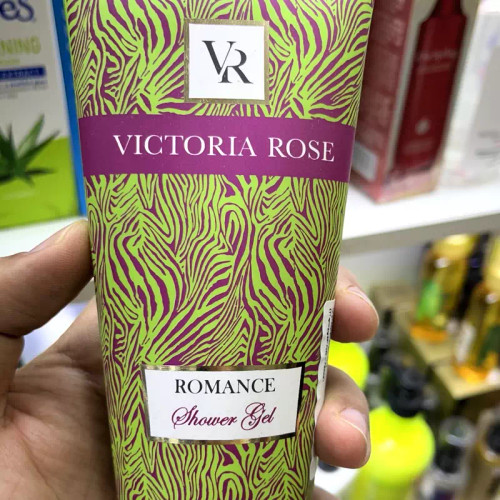 VR
VICTORIA ROSE
ROMANCE
Shower Gel